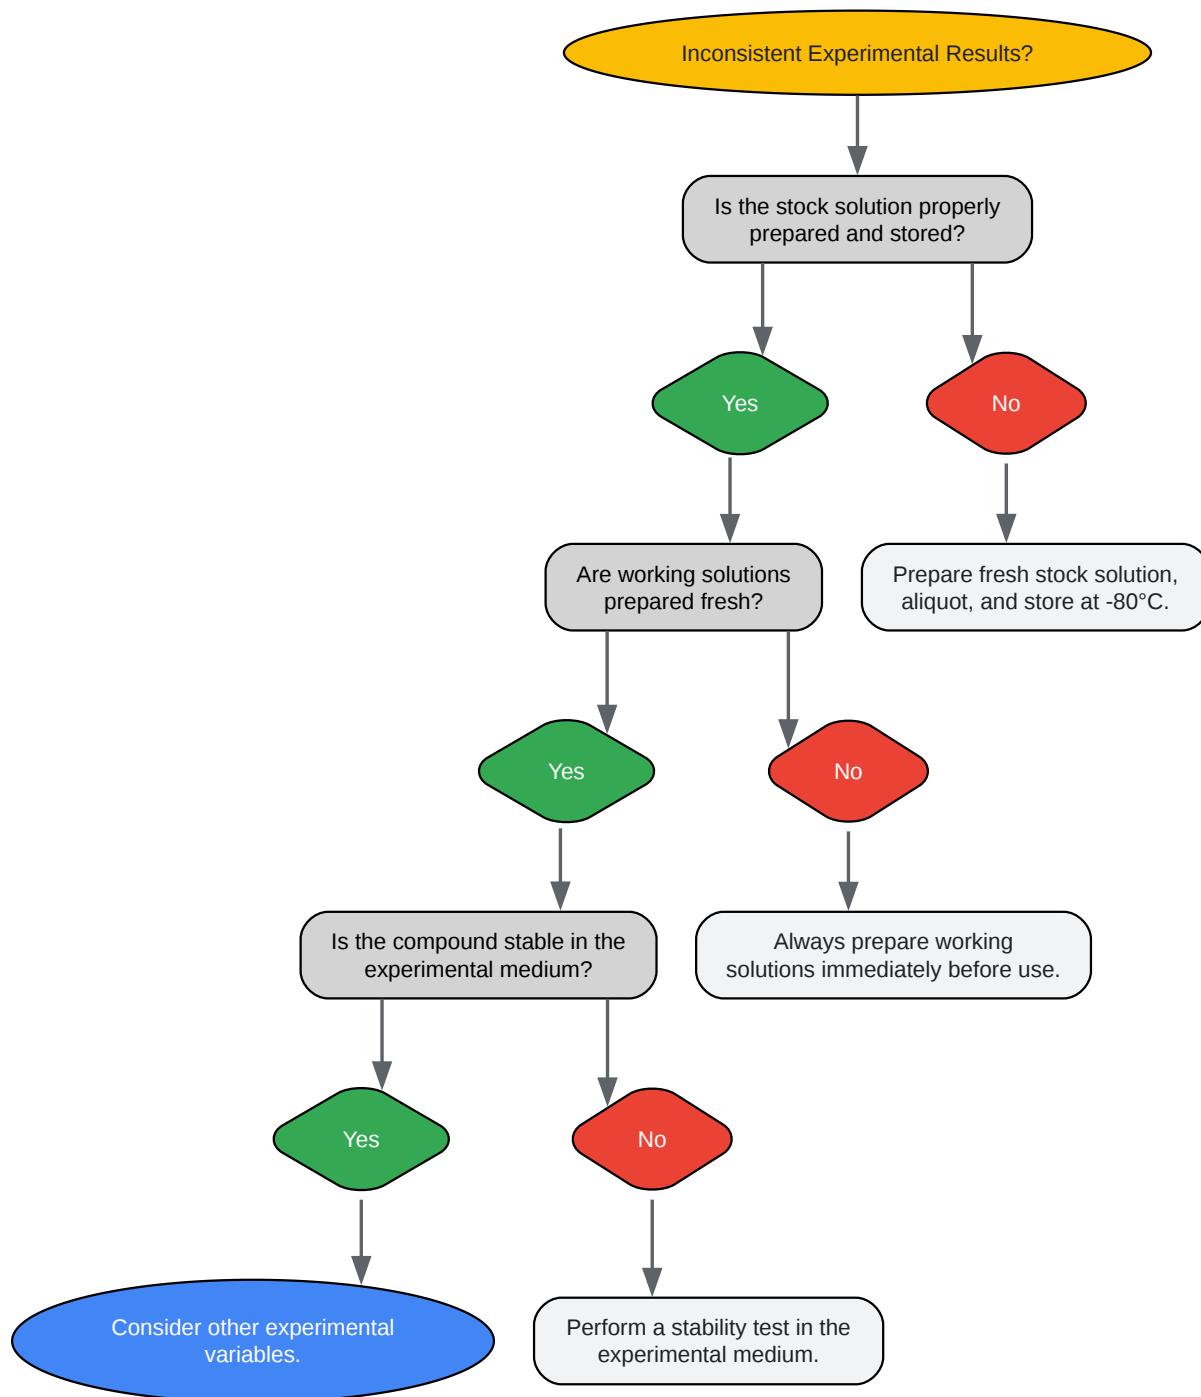 Inconsistent Experimental Results?
Is the stock solution properly
prepared and stored?
Yes
No
Are working solutions
prepared fresh?
Prepare fresh stock solution,
aliquot, and store at -80°C.
Yes
No
Is the compound stable in the
experimental medium?
Always prepare working
solutions immediately before use.
Yes
No
Consider other experimental
variables.
Perform a stability test in the
experimental medium.